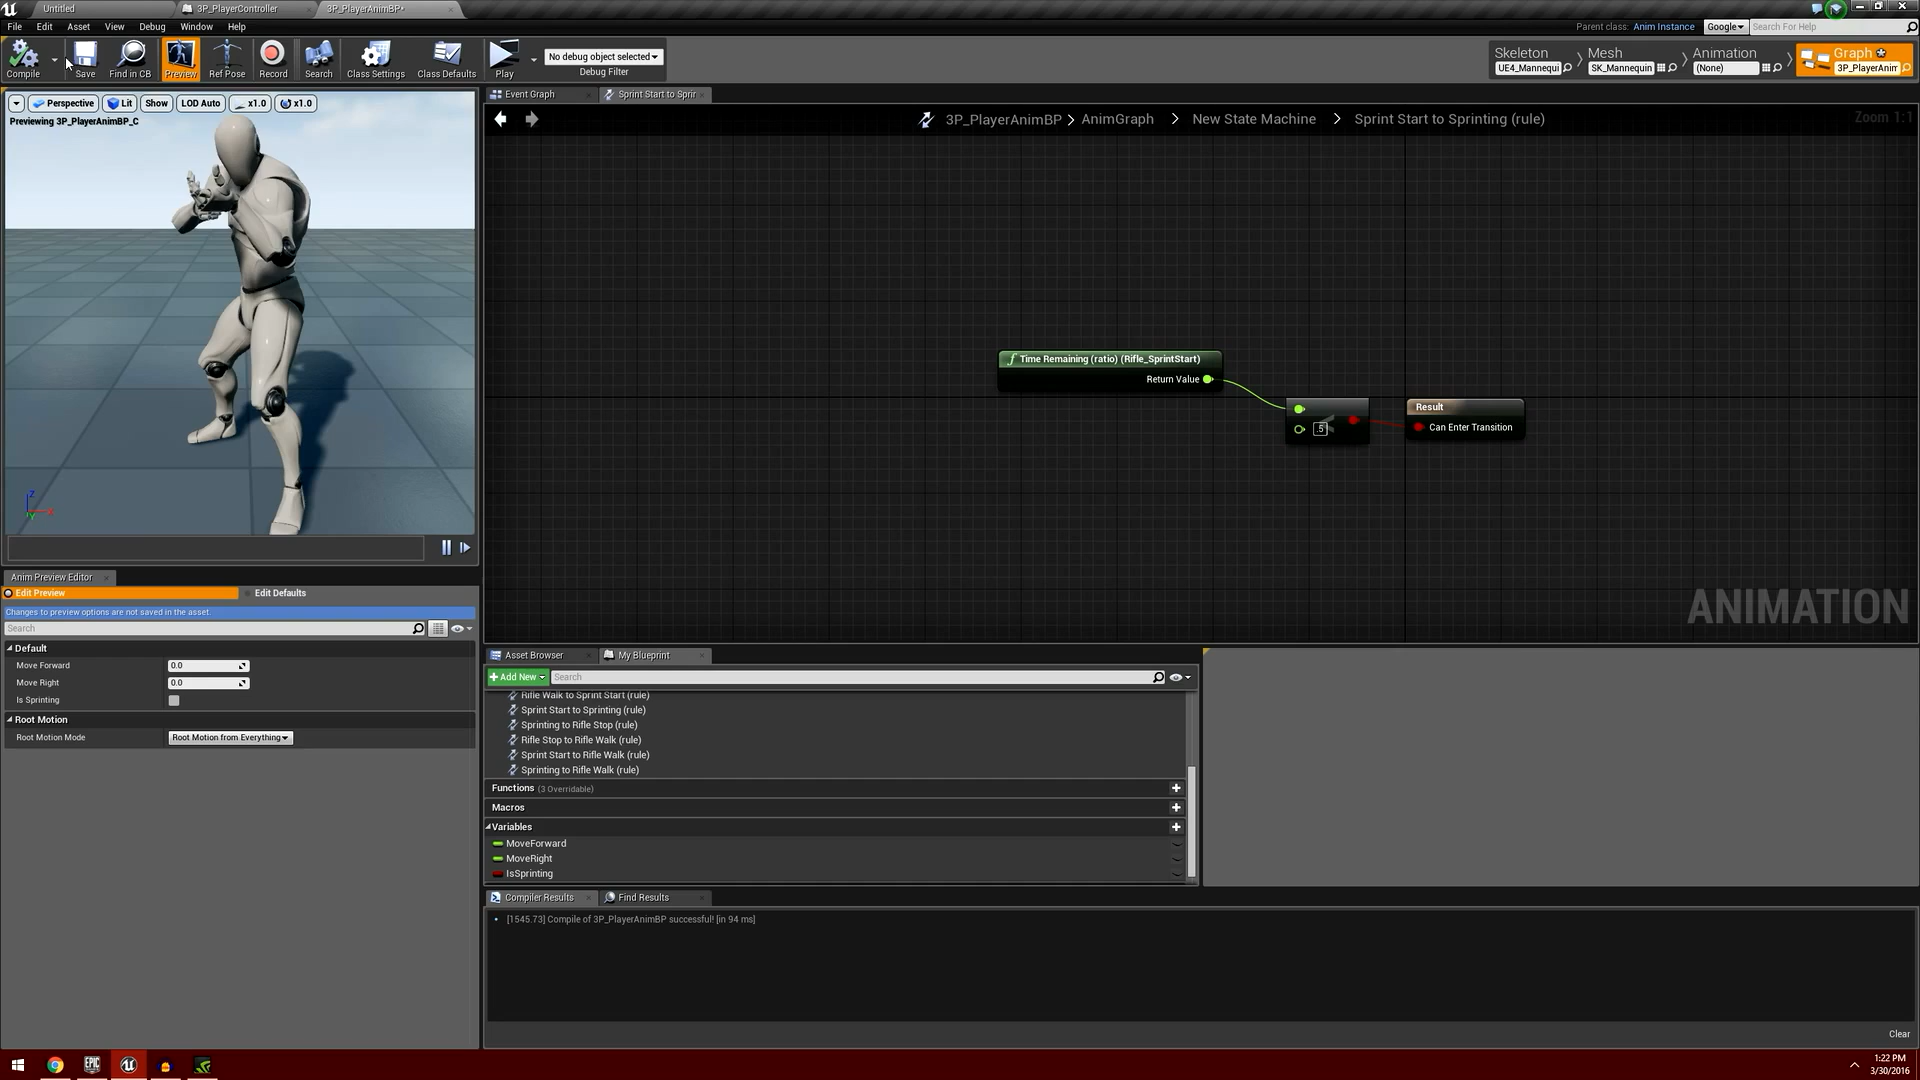 Untitled
3P_PlayerController
3P_PlayerAnimBP•
File Edit Asset View Debug Window Help
Parent class: Anim Instance
Google
Search For Help
Compile
Save
Find in CB
Preview
Ref Pose
Record
Search
Class Settings
Class Defaults
Play
No debug object selected
Debug Filter
Skeleton
UE4_Mannequi
Mesh
SK_Mannequin
Animation
(None)
Graph
3P_PlayerAnim
Perspective
Lit
Show
LOD Auto
x1.0
x1.0
Previewing 3P_PlayerAnimBP_C
Z
X
Y
Event Graph
Sprint Start to Sprir
3P_PlayerAnimBP > AnimGraph > New State Machine > Sprint Start to Sprinting (rule)
Zoom 1:1
Time Remaining (ratio) (Rifle_SprintStart)
Return Value
.5
Result
Can Enter Transition
ANIMATION
Anim Preview Editor
Edit Preview
Edit Defaults
Changes to preview options are not saved in the asset.
Search
Default
Move Forward 0.0
Move Right 0.0
Is Sprinting
Root Motion
Root Motion Mode Root Motion from Everything
Asset Browser
My Blueprint
+ Add New
Search
Rifle Walk to Sprint Start (rule)
Sprint Start to Sprinting (rule)
Sprinting to Rifle Stop (rule)
Rifle Stop to Rifle Walk (rule)
Sprint Start to Rifle Walk (rule)
Sprinting to Rifle Walk (rule)
Functions (3 Overridable)
Macros
Variables
MoveForward
MoveRight
IsSprinting
Compiler Results
Find Results
• [1545.73] Compile of 3P_PlayerAnimBP successful! [in 94 ms]
Clear
EPIC
1:22 PM
3/30/2016